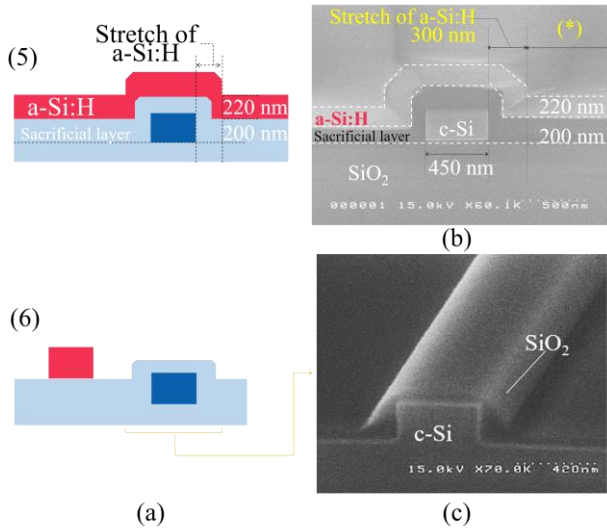 (5)
Stretch of
a-Si:H
a-Si:H
220 nm
Sacrificial layer
200 nm
Stretch of a-Si:H
300 nm
(*)
a-Si:H
Sacrificial layer
c-Si
220 nm
200 nm
450 nm
SiO2
000001 15.0kV X60.1K 500nm
(b)
(6)
(a)
SiO2
c-Si
15.0kV X70.0K 420nm
(c)